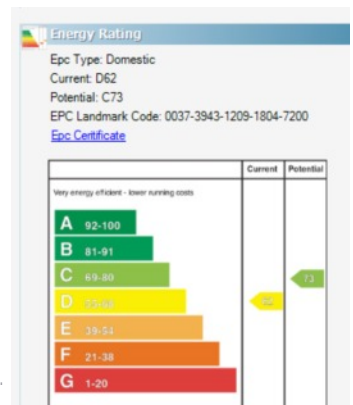 Energy Rating
Epc Type: Domestic
Current: D62
Potential: C73
EPC Landmark Code: 0037-3943-1209-1804-7200
Epc Certificate
Current Potential
Very energy efficient - lower running costs
A 92-100
B 81-91
C 69-80
73
D
E 39-54
F 21-38
G 1-20